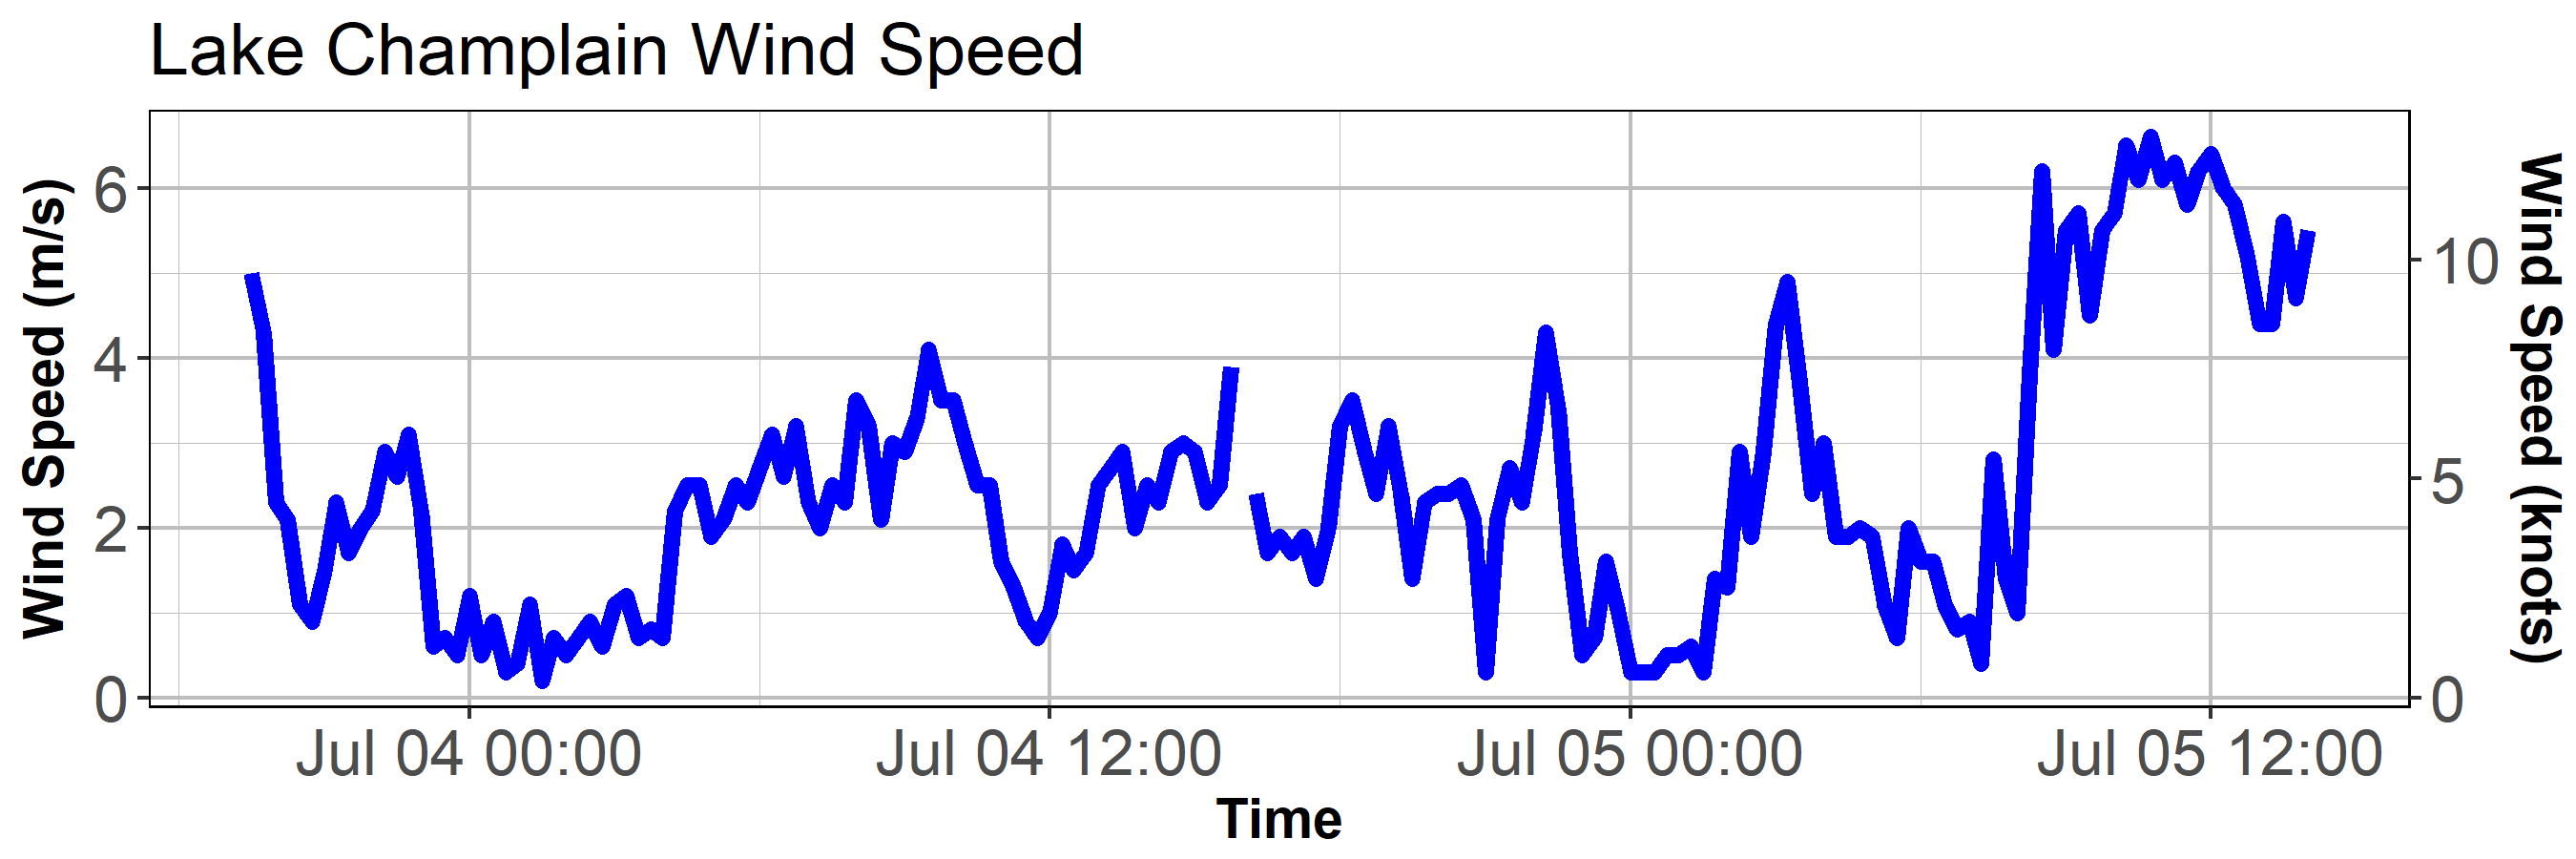 Lake Champlain Wind Speed
Wind Speed (m/s)
6
4
2
0
10
5
0
Wind Speed (knots)
Jul 04 00:00
Jul 04 12:00
Jul 05 00:00
Jul 05 12:00
Time